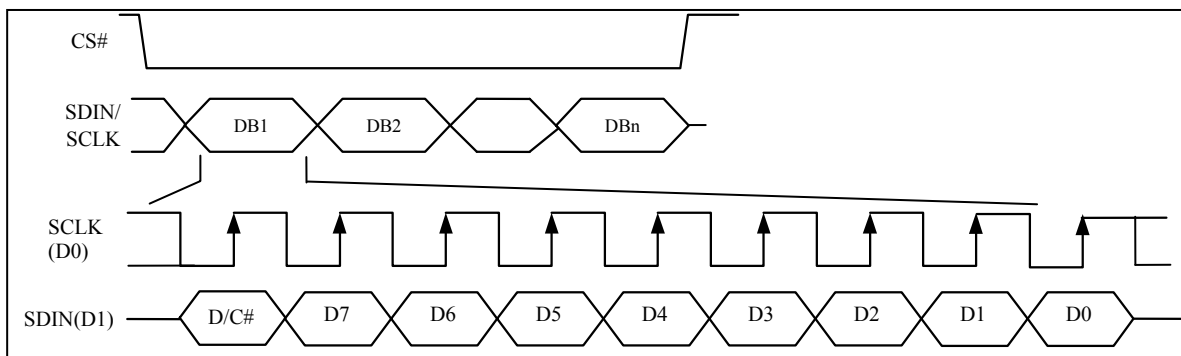 CS#
SDIN/
SCLK
DB1 DB2 DBn
SCLK
(D0)
SDIN(D1) D/C# D7 D6 D5 D4 D3 D2 D1 D0